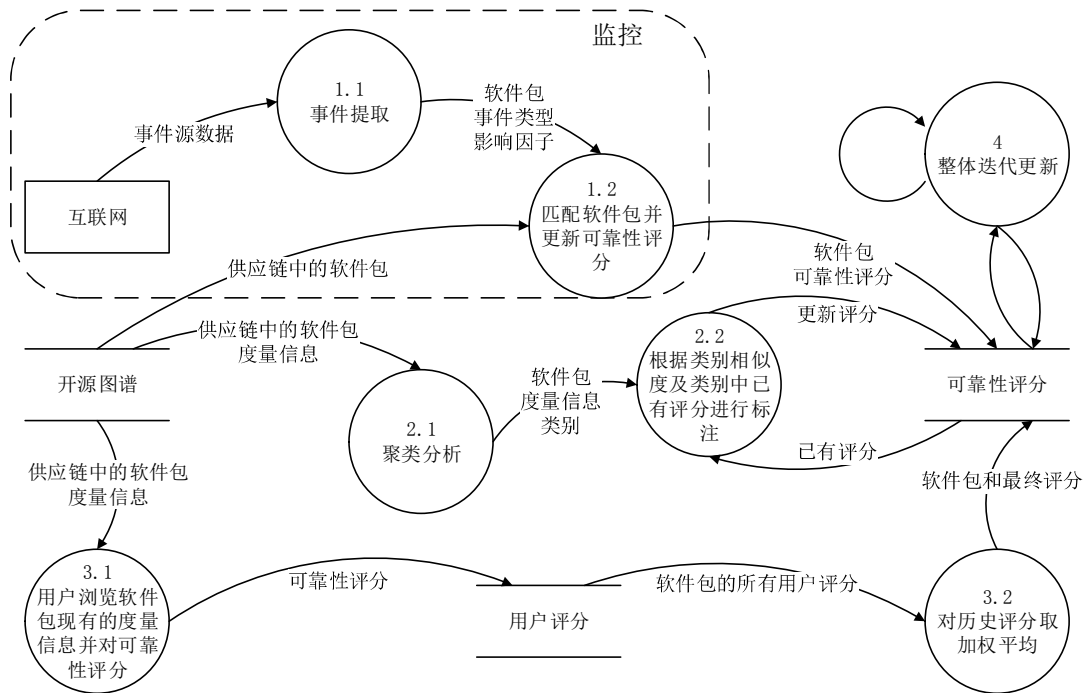 监控
1.1
事件提取
软件包
事件类型
影响因子
事件源数据
互联网
1.2
匹配软件包并
更新可靠性评
分
4
整体迭代更新
供应链中的软件包
软件包
可靠性评分
供应链中的软件包
度量信息
更新评分
开源图谱
2.2
根据类别相似
度及类别中已
有评分进行标
注
可靠性评分
软件包
度量信息
类别
2.1
聚类分析
已有评分
供应链中的软件包
度量信息
软件包和最终评分
3.1
用户浏览软件
包现有的度量
信息并对可靠
性评分
可靠性评分
用户评分
软件包的所有用户评分
3.2
对历史评分取
加权平均